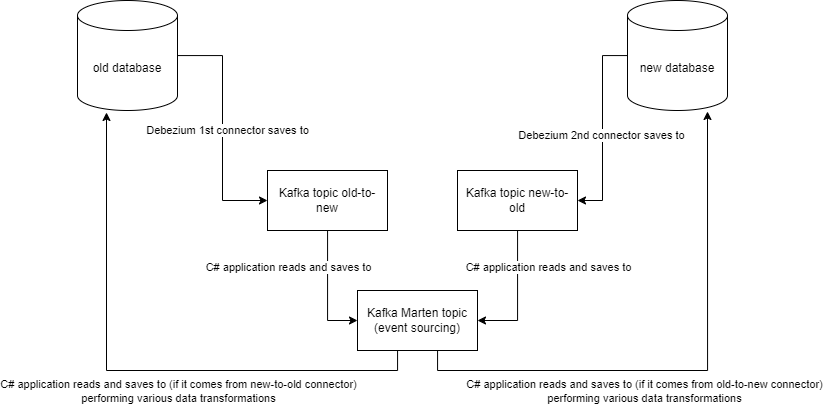 old database
new database
Debezium 1st connector saves to
Debezium 2nd connector saves to
Kafka topic old-to-
new
Kafka topic new-to-
old
C# application reads and saves to
C# application reads and saves to
Kafka Marten topic
(event sourcing)
C# application reads and saves to (if it comes from new-to-old connector)
performing various data transformations
C# application reads and saves to (if it comes from old-to-new connector)
performing various data transformations